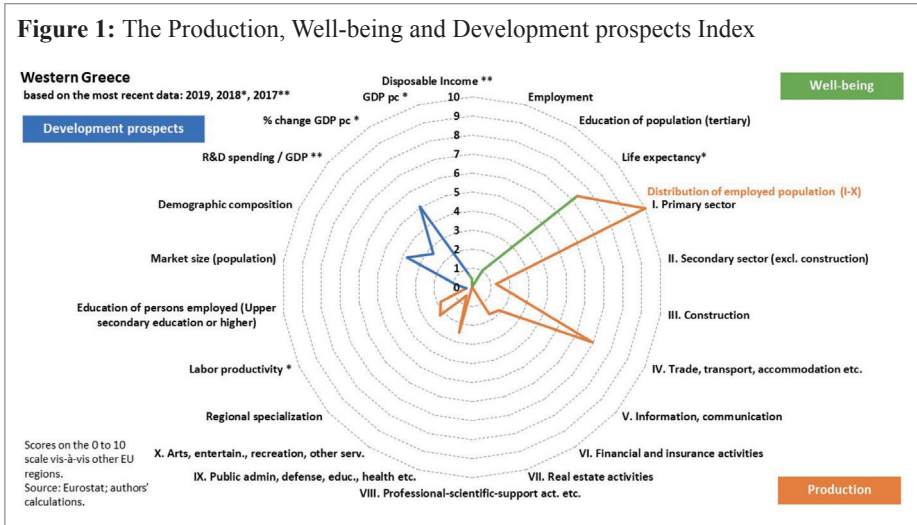 Figure 1: The Production, Well-being and Development prospects Index
Western Greece
based on the most recent data: 2019, 2018*, 2017**
Development prospects
Well-being
Disposable Income **
GDP pc *
% change GDP pc *
R&D spending / GDP **
Demographic composition
Market size (population)
Education of persons employed (Upper
secondary education or higher)
Labor productivity *
Regional specialization
X. Arts, entertain., recreation, other serv.
IX. Public admin, defense, educ., health etc.
VIII. Professional-scientific-support act. etc.
VII. Real estate activities
VI. Financial and insurance activities
V. Information, communication
IV. Trade, transport, accommodation etc.
III. Construction
II. Secondary sector (excl. construction)
Distribution of employed population (I-X)
I. Primary sector
Life expectancy*
Education of population (tertiary)
Employment
10
9
8
7
6
5
4
3
2
1
0
Scores on the 0 to 10
scale vis-à-vis other EU
regions.
Source: Eurostat; authors'
calculations.
Production